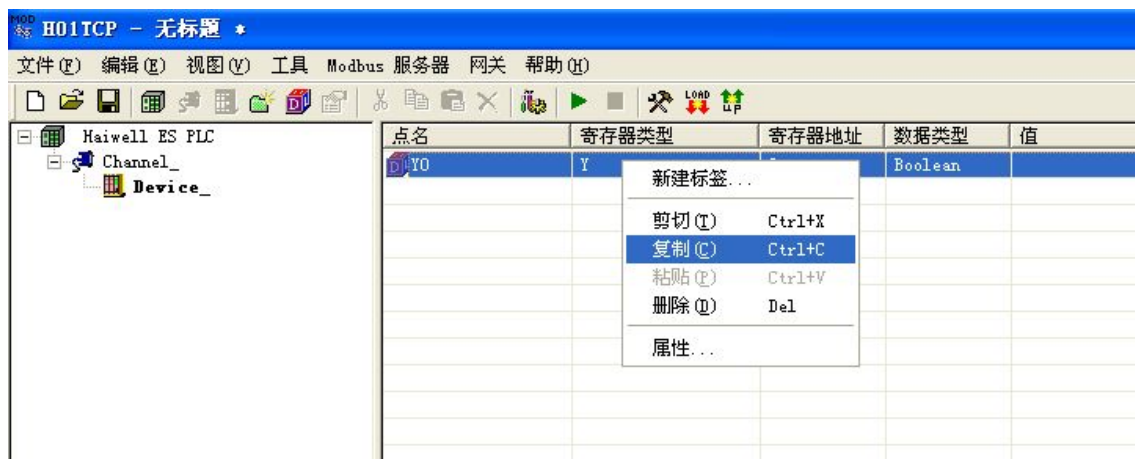 H01TCP - 无标题 *
文件(F) 编辑(E) 视图(V) 工具 Modbus 服务器 网关 帮助(H)
LOAD
UP
Haiwell ES PLC
Channel_
Device_
点名 寄存器类型 寄存器地址 数据类型 值
Y0 Y Boolean
新建标签...
剪切(T) Ctrl+X
复制(C) Ctrl+C
粘贴(P) Ctrl+V
删除(D) Del
属性...